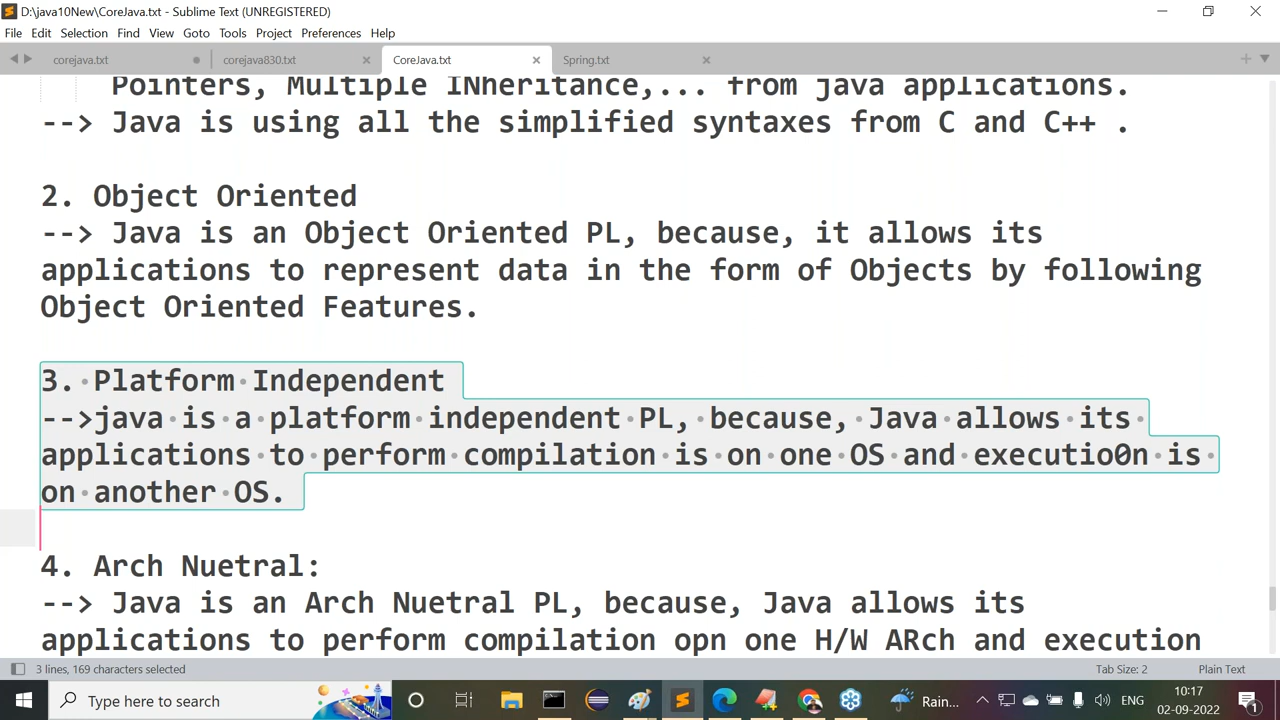 D:\java10New\CoreJava.txt - Sublime Text (UNREGISTERED)
File Edit Selection Find View Goto Tools Project Preferences Help
corejava.txt corejava830.txt CoreJava.txt Spring.txt
Pointers, Multiple INheritance,... from java applications.
--> Java is using all the simplified syntaxes from C and C++ .
2. Object Oriented
--> Java is an Object Oriented PL, because, it allows its
applications to represent data in the form of Objects by following
Object Oriented Features.
3. Platform Independent
-->java is a platform independent PL, because, Java allows its
applications to perform compilation is on one OS and executio0n is
on another OS.
4. Arch Nuetral:
--> Java is an Arch Nuetral PL, because, Java allows its
applications to perform compilation opn one H/W ARch and execution
3 lines, 169 characters selected Tab Size: 2 Plain Text
Type here to search Rain... ENG 10:17
02-09-2022 1